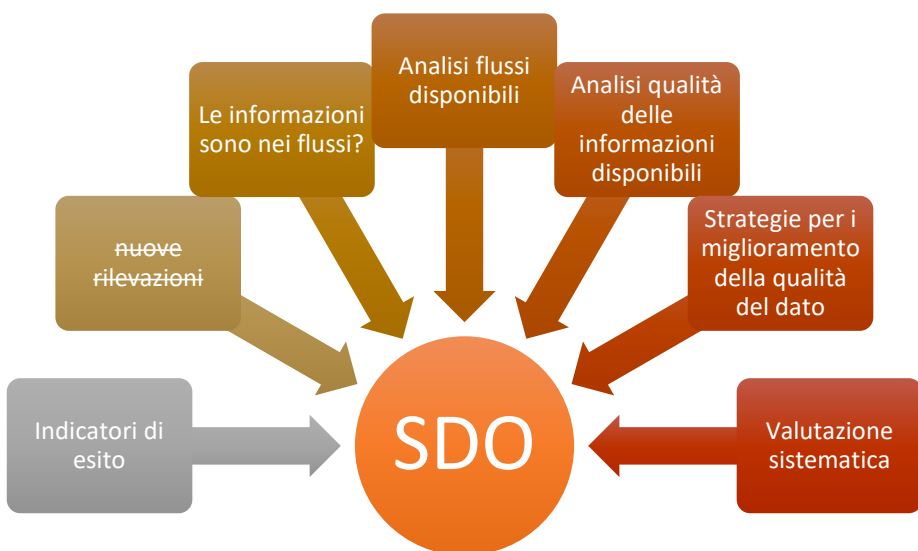 Analisi flussi
disponibili
Le informazioni
sono nei flussi?
Analisi qualità
delle
informazioni
disponibili
nuove
rilevazioni
Strategie per i
miglioramento
della qualità
del dato
Indicatori di
esito
SDO
Valutazione
sistematica